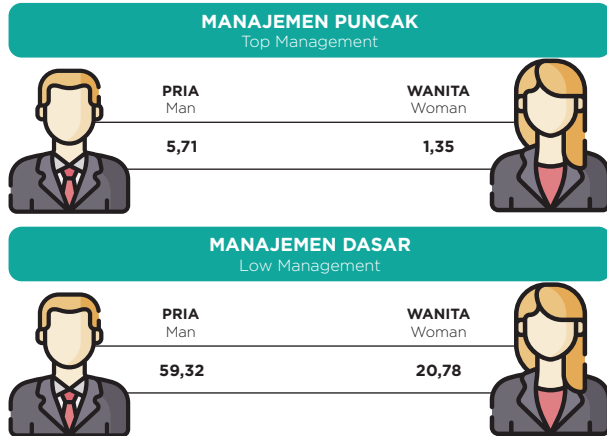 MANAJEMEN PUNCAK
Top Management
PRIA WANITA
Man Woman
5,71 1,35
MANAJEMEN DASAR
Low Management
PRIA WANITA
Man Woman
59,32 20,78